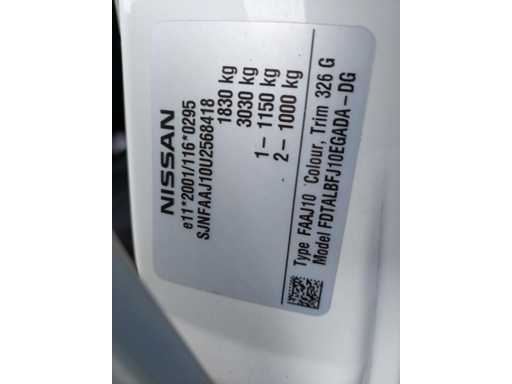 NISSAN
e11*2001/116*0295
SJNFAAJ10U2568418
1830 kg
3030 kg
1- 1150 kg
2- 1000 kg
Type FAAJ10 Colour, Trim 326 G
Model FDTALBFJ10EGADA-DG